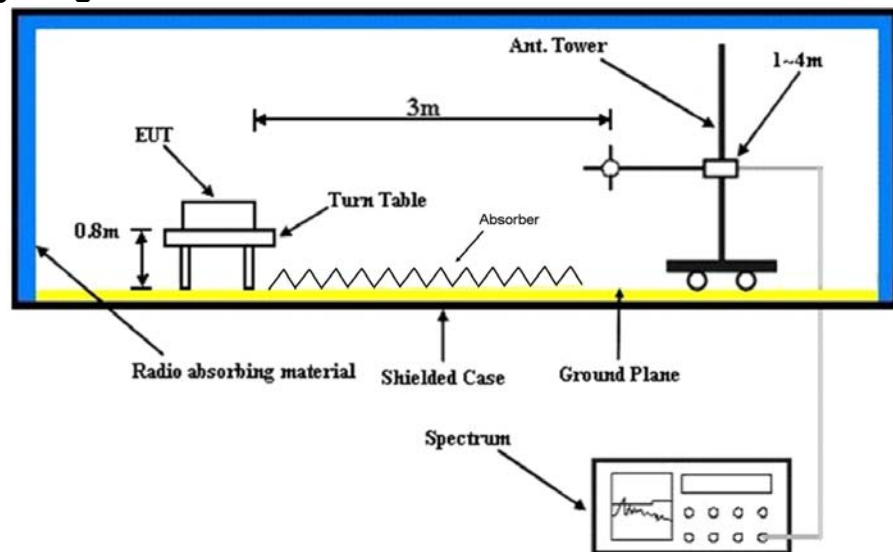 Ant. Tower
1~4m
3m
EUT
Turn Table
0.8m
Absorber
Radio absorbing material
Shielded Case
Ground Plane
Spectrum